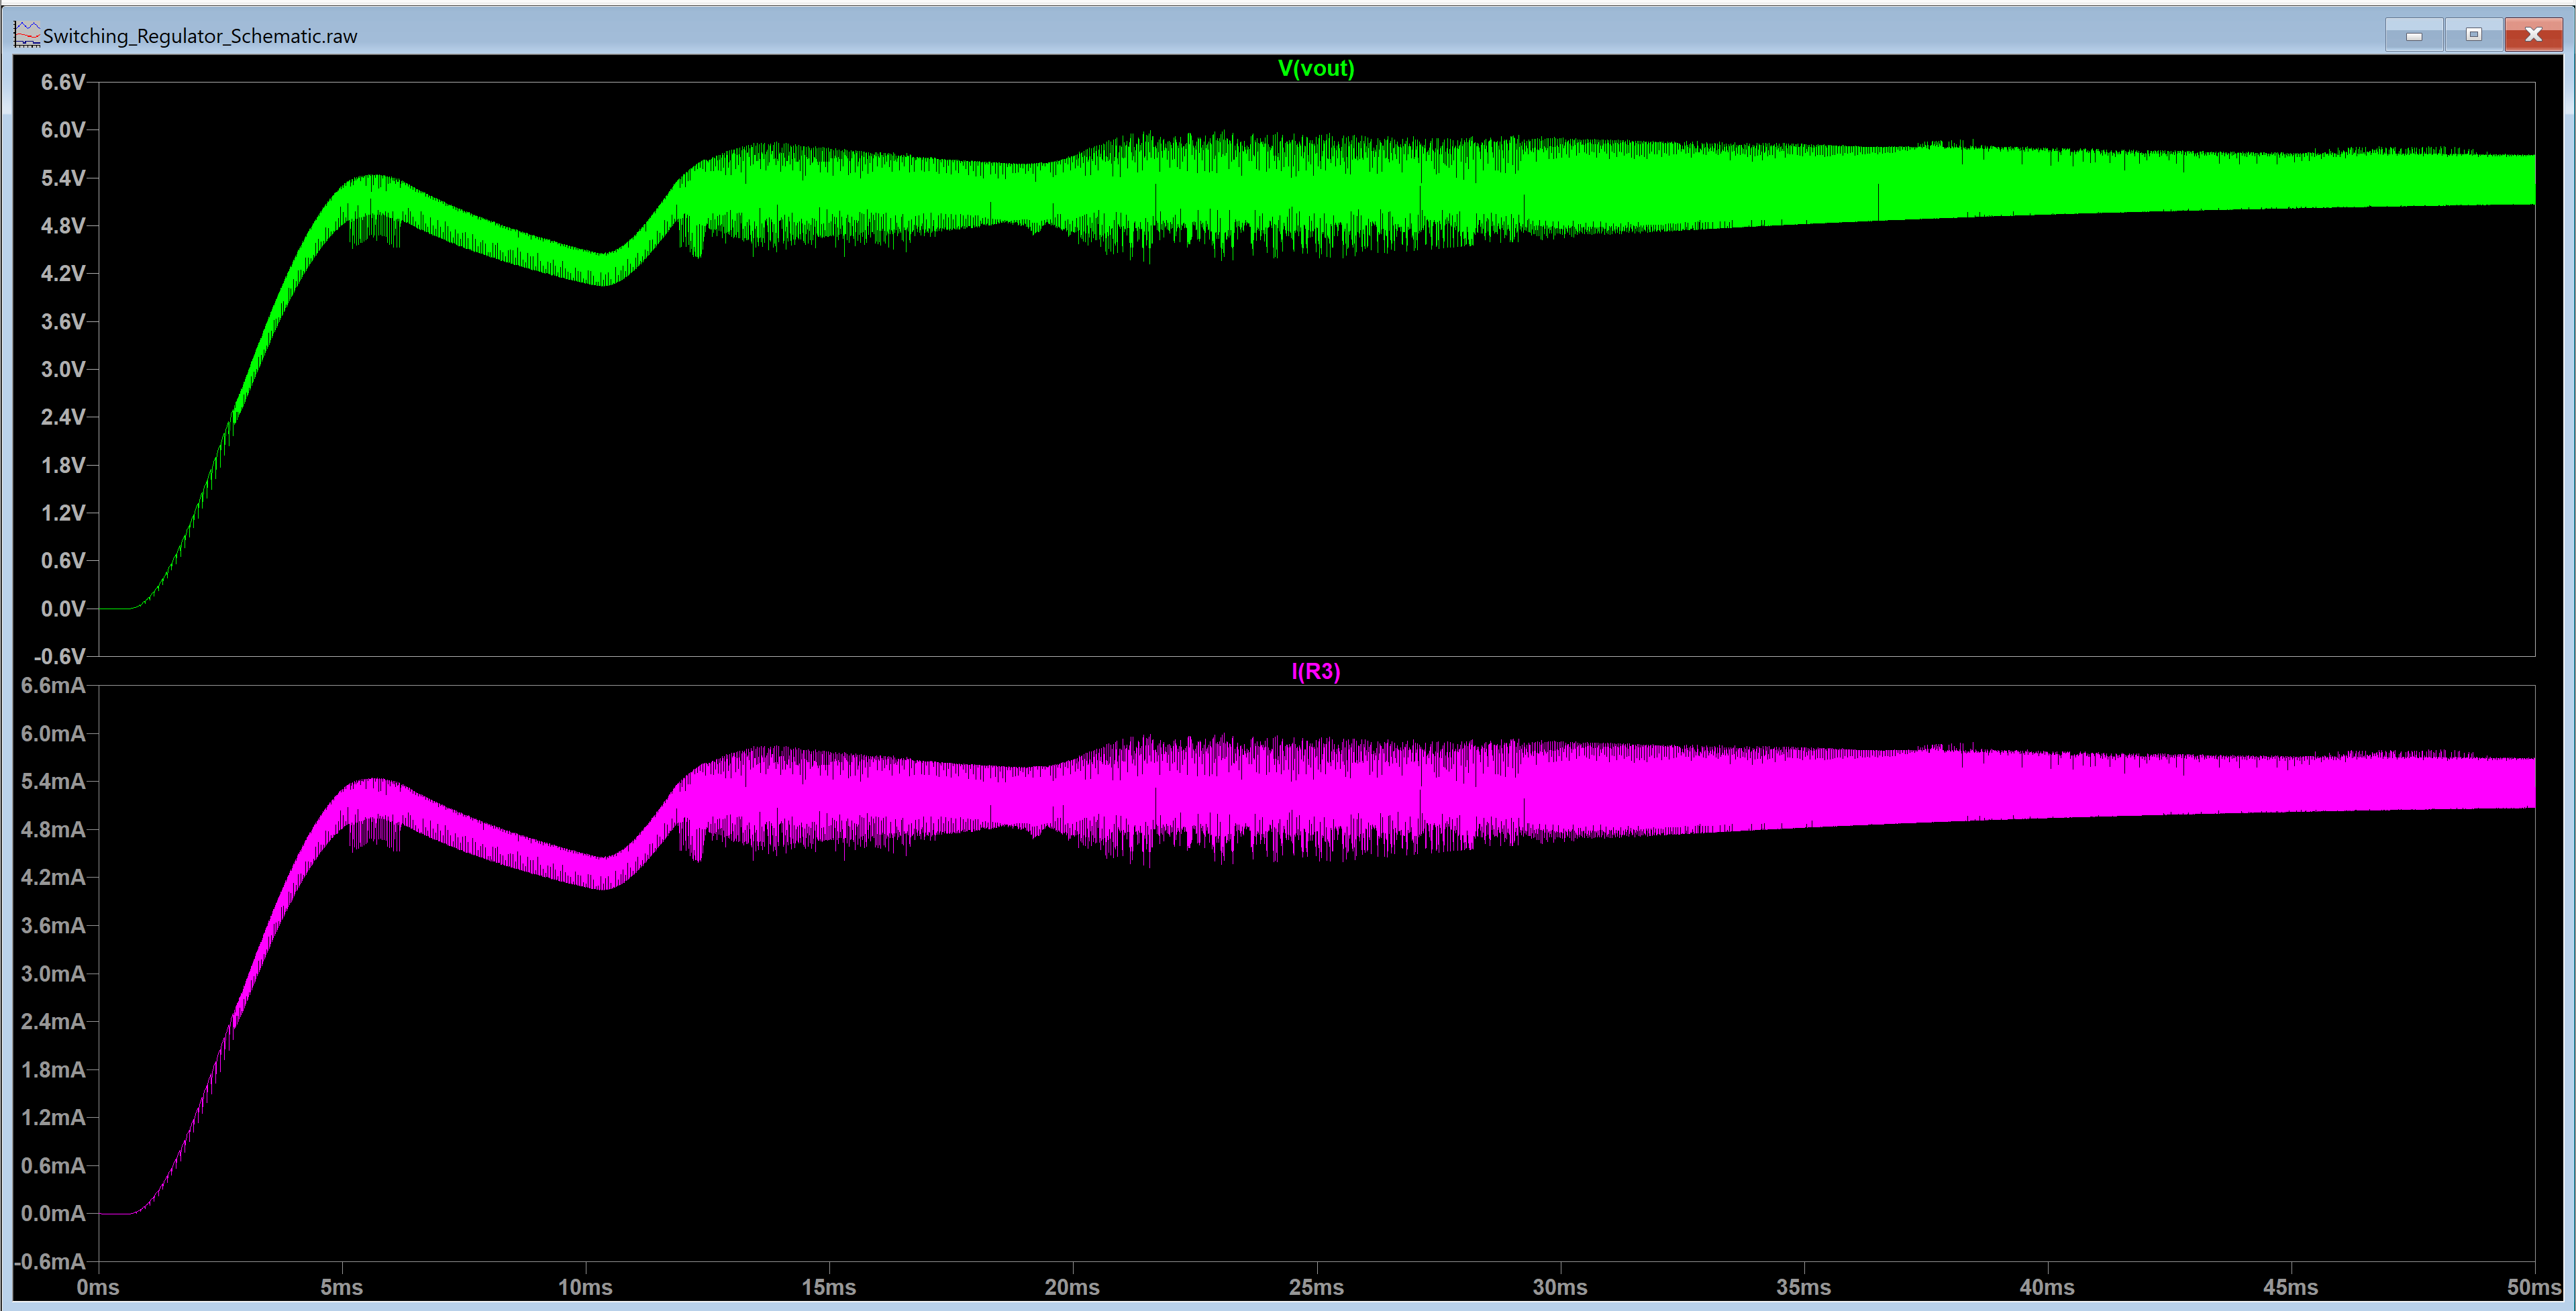 Switching_Regulator_Schematic.raw
V(vout)
6.6V
6.0V
5.4V
4.8V
4.2V
3.6V
3.0V
2.4V
1.8V
1.2V
0.6V
0.0V
-0.6V
I(R3)
6.6mA
6.0mA
5.4mA
4.8mA
4.2mA
3.6mA
3.0mA
2.4mA
1.8mA
1.2mA
0.6mA
0.0mA
-0.6mA
0ms 5ms 10ms 15ms 20ms 25ms 30ms 35ms 40ms 45ms 50ms